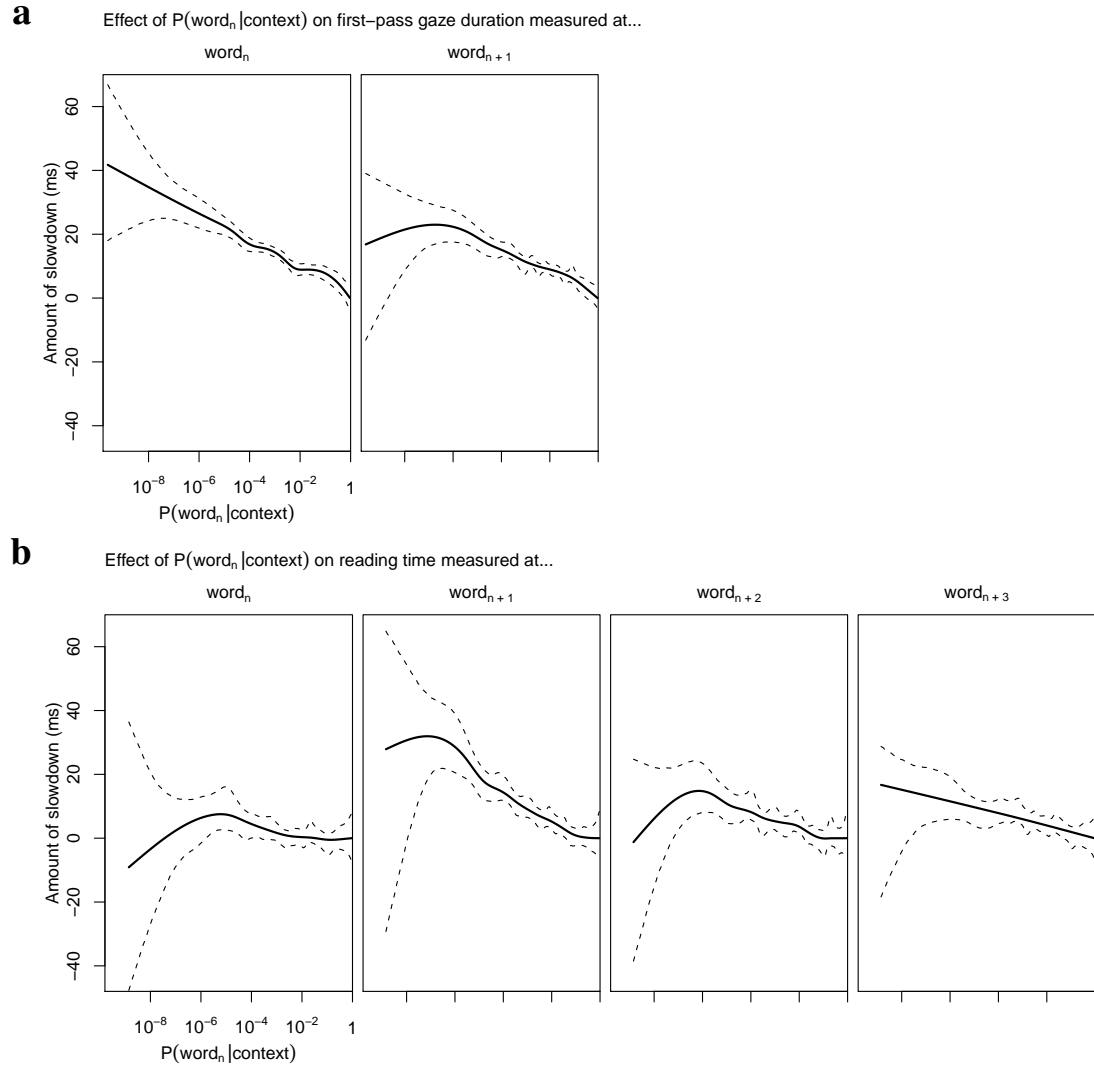 a
Effect of P(wordₙ|context) on first−pass gaze duration measured at...
wordₙ
wordₙ ₊ ₁
Amount of slowdown (ms)
60
40
20
0
−20
−40
10⁻⁸ 10⁻⁶ 10⁻⁴ 10⁻² 1
P(wordₙ|context)
b
Effect of P(wordₙ|context) on reading time measured at...
wordₙ
wordₙ ₊ ₁
wordₙ ₊ ₂
wordₙ ₊ ₃
Amount of slowdown (ms)
60
40
20
0
−20
−40
10⁻⁸ 10⁻⁶ 10⁻⁴ 10⁻² 1
P(wordₙ|context)